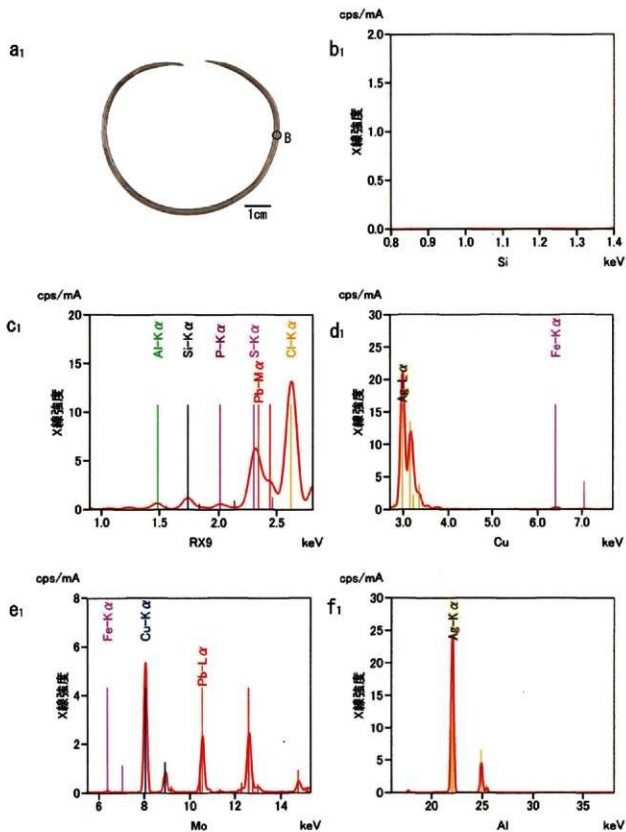 a1
B
1cm
cps/mA
b1
2.0
1.5
1.0
0.5
0.0
X線強度
0.8 0.9 1.0 1.1 1.2 1.3 1.4
Si keV
cps/mA
c1
20
15
10
5
0
X線強度
Al-Kα
Si-Kα
P-Kα
S-Kα
Pb-Mα
Cl-Kα
1.0 1.5 2.0 2.5
RX9 keV
cps/mA
d1
30
25
20
15
10
5
0
X線強度
Ag-Lα
Fe-Kα
3.0 4.0 5.0 6.0 7.0
Cu keV
cps/mA
e1
8
6
4
2
0
X線強度
Fe-Kα
Cu-Kα
Pb-Lα
6 8 10 12 14
Mo keV
cps/mA
f1
30
25
20
15
10
5
0
X線強度
Ag-Kα
20 25 30 35
Al keV